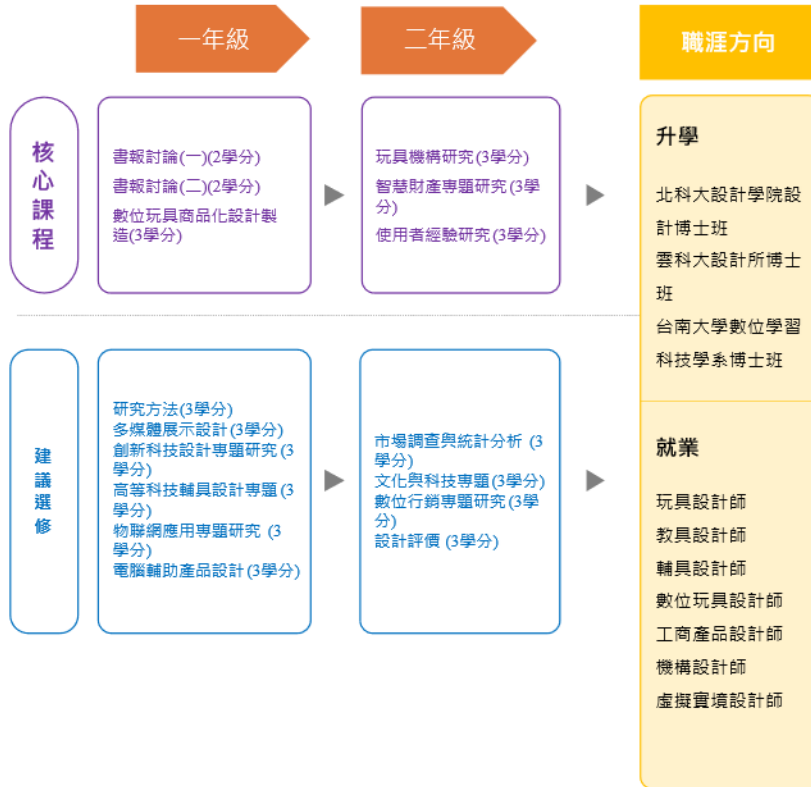 一年級
二年級
職涯方向
核
心
課
程
書報討論(一)(2學分)
書報討論(二)(2學分)
數位玩具商品化設計製
造(3學分)
玩具機構研究(3學分)
智慧財產專題研究(3學
分)
使用者經驗研究(3學分)
升學
北科大設計學院設
計博士班
雲科大設計所博士
班
台南大學數位學習
科技學系博士班
建
議
選
修
研究方法(3學分)
多媒體展示設計(3學分)
創新科技設計專題研究(3
學分)
高等科技輔具設計專題(3
學分)
物聯網應用專題研究 (3
學分)
電腦輔助產品設計(3學分)
市場調查與統計分析 (3
學分)
文化與科技專題(3學分)
數位行銷專題研究(3學
分)
設計評價 (3學分)
就業
玩具設計師
教具設計師
輔具設計師
數位玩具設計師
工商產品設計師
機構設計師
虛擬實境設計師